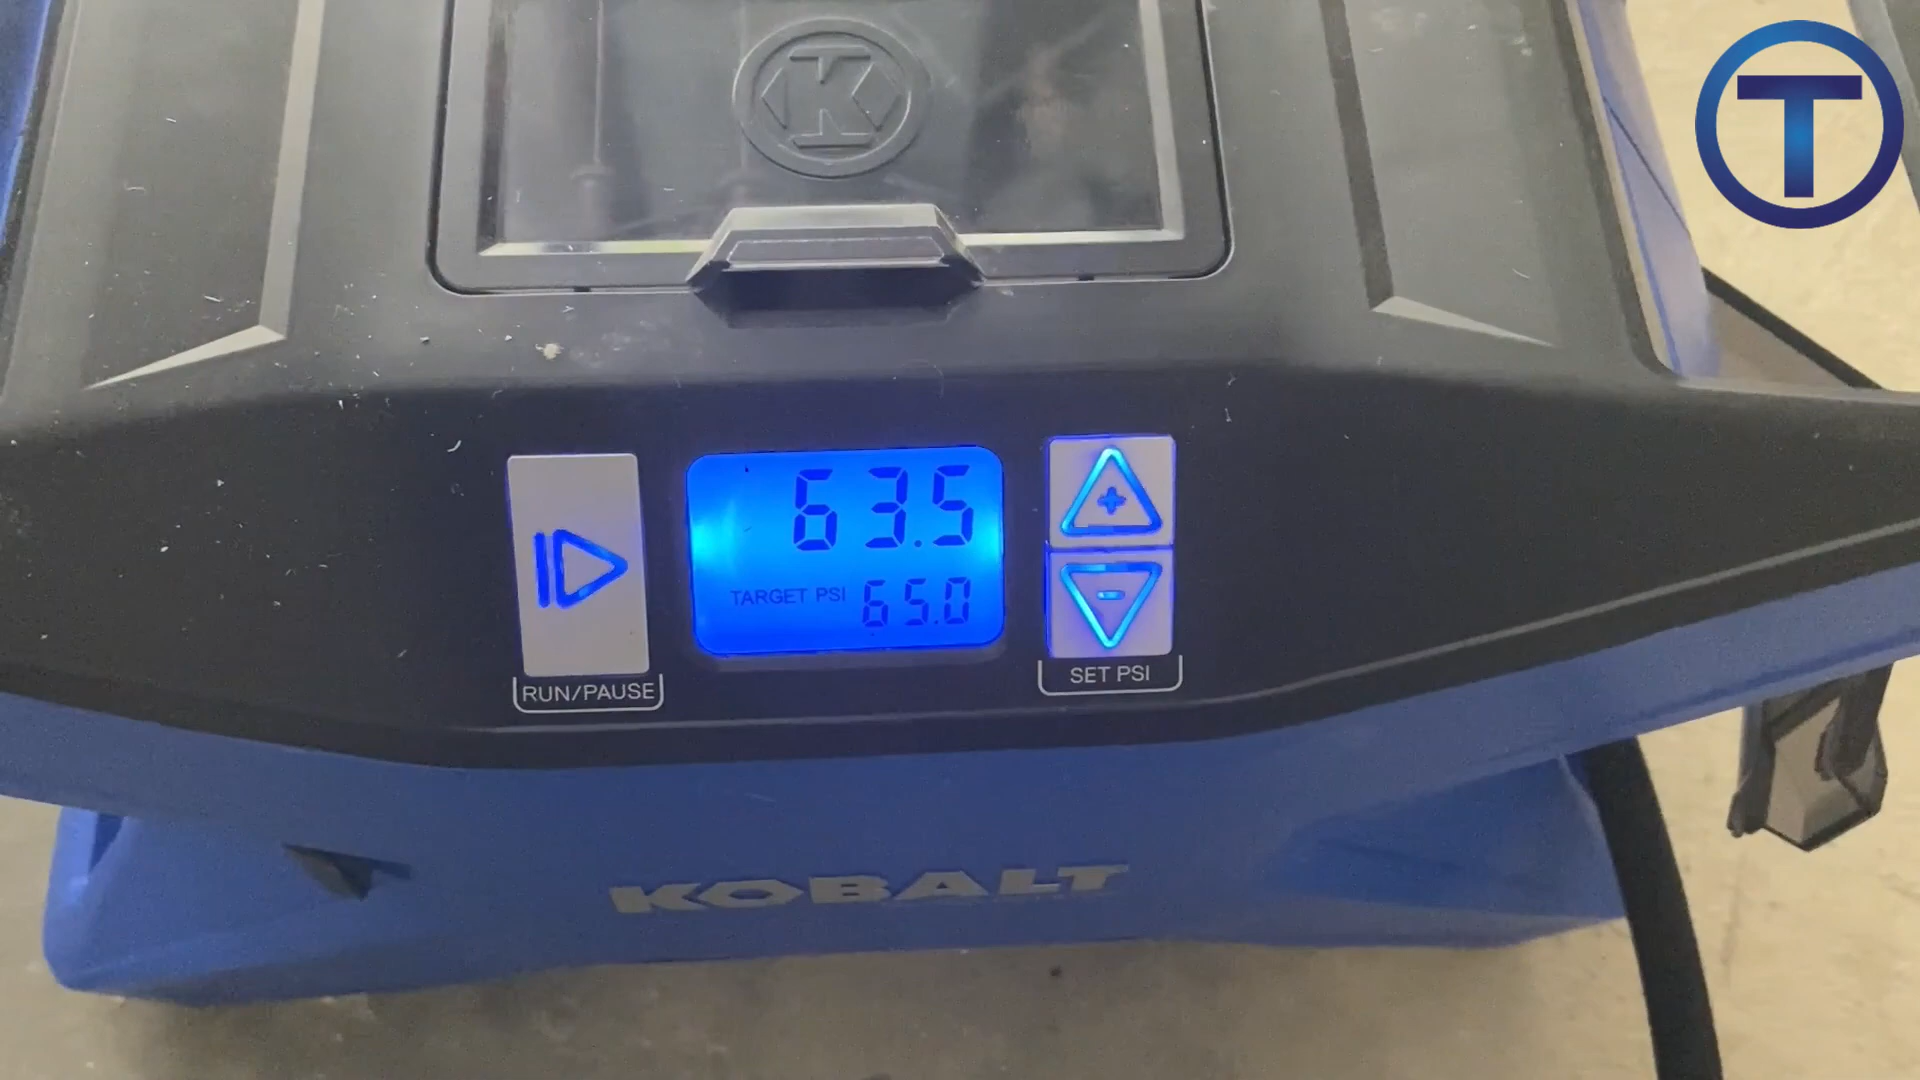 T
K
63.5
TARGET PSI 65.0
RUN/PAUSE
SET PSI
KOBALT